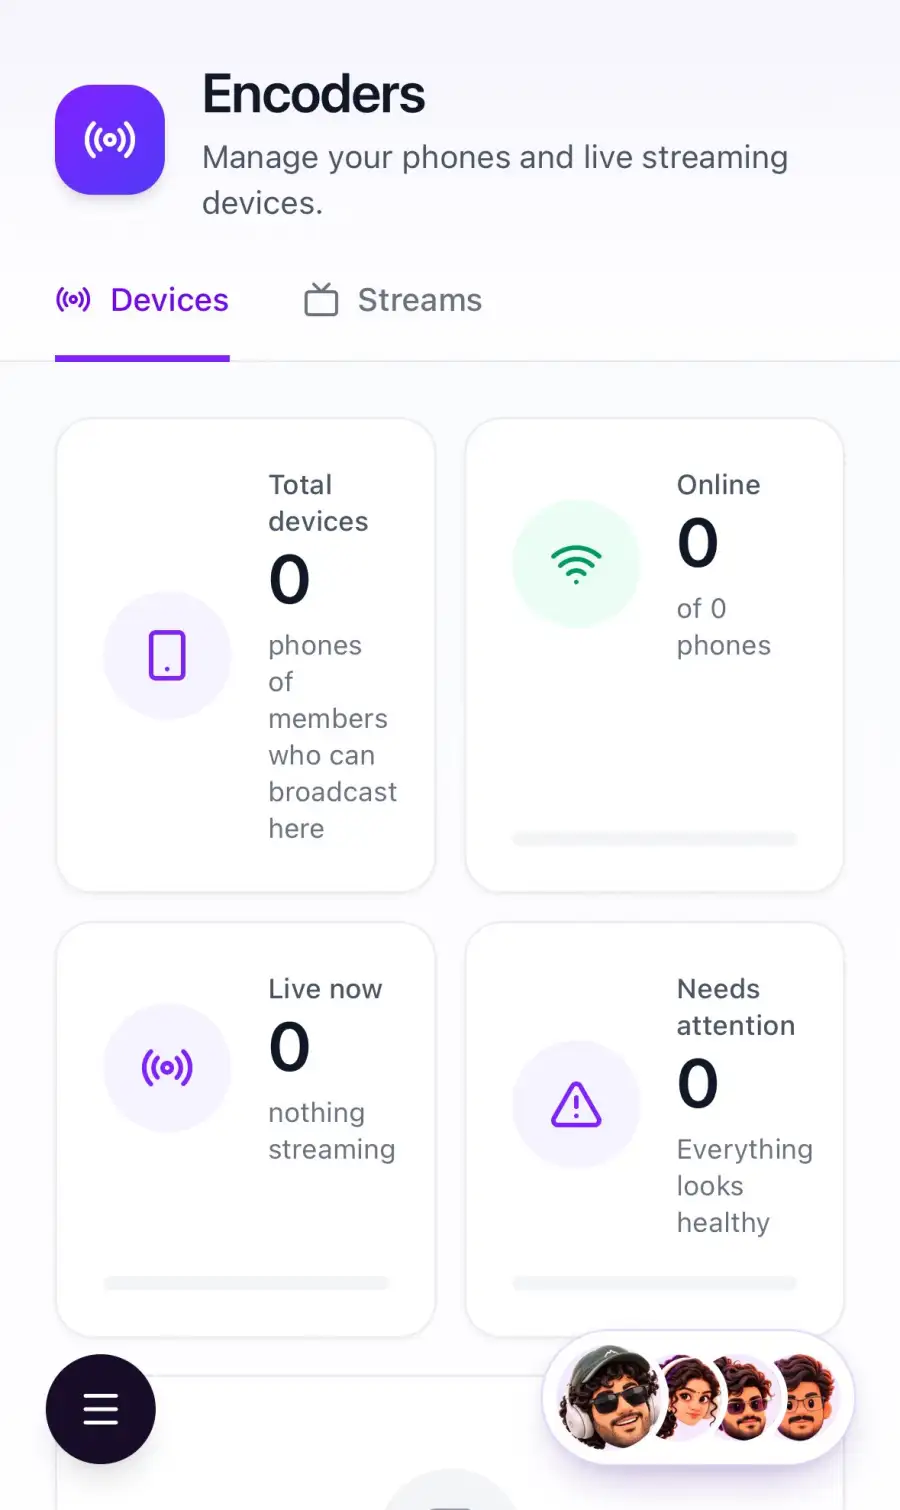 Encoders
Manage your phones and live streaming
devices.
Devices
Streams
Total
devices
0
phones
of
members
who can
broadcast
here
Online
0
of 0
phones
Live now
0
nothing
streaming
Needs
attention
0
Everything
looks
healthy